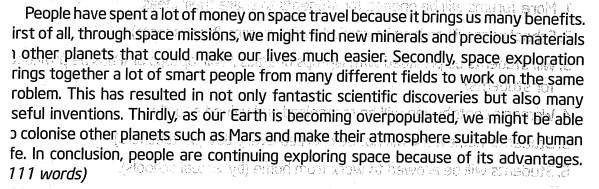 People have spent a lot of money on space travel because it brings us many benefits.
irst of all, through space missions, we might find new minerals and precious materials
other planets that could make our lives much easier. Secondly, space exploration
rings together a lot of smart people from many different fields to work on the same
roblem. This has resulted in not only fantastic scientific discoveries but also many
seful inventions. Thirdly, as our Earth is becoming overpopulated, we might be able
colonise other planets such as Mars and make their atmosphere suitable for human
fe. In conclusion, people are continuing exploring space because of its advantages.
111 words)